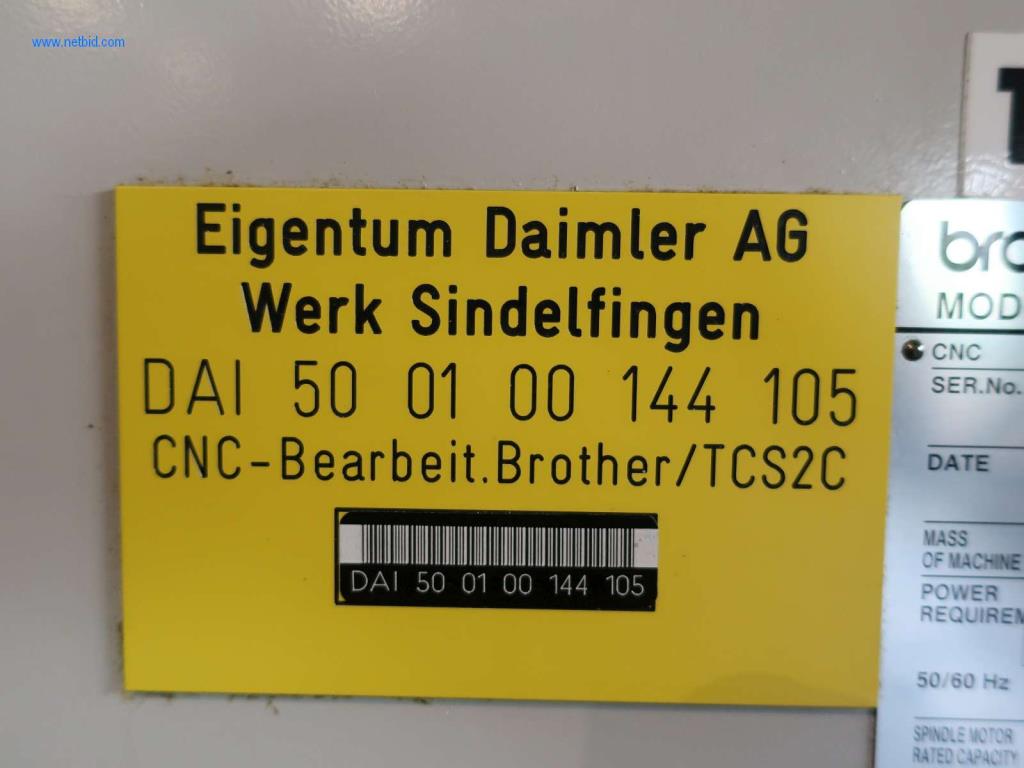 www.netbid.com
Eigentum Daimler AG
Werk Sindelfingen
DAI 50 01 00 144 105
CNC-Bearbeit.Brother/TCS2C
DAI 50 01 00 144 105
CNC
SER.No.
DATE
MASS
OF MACHINE
POWER
50/60 Hz
SPINDLE MOTOR
RATED CAPACITY